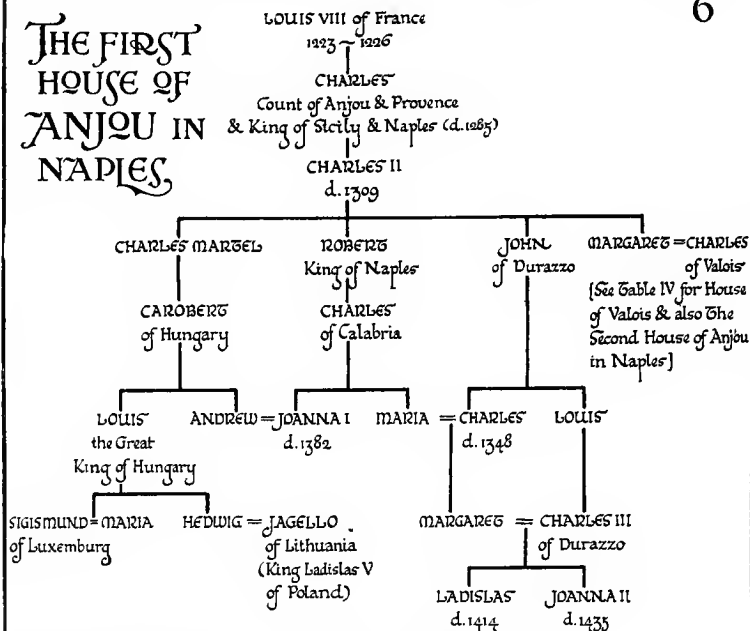 6
THE FIRST
HOUSE OF
ANJOU IN
NAPLES
LOUIS VIII of France
1223 ~ 1226
CHARLES
Count of Anjou & Provence
& King of Sicily & Naples (d.1285)
CHARLES II
d. 1309
CHARLES MARTEL
ROBERT
King of Naples
JOHN
of Durazzo
MARGARET = CHARLES
of Valois
[See Table IV for House
of Valois & also the
Second House of Anjou
in Naples]
CAROBERT
of Hungary
CHARLES
of Calabria
LOUIS
the Great
King of Hungary
ANDREW = JOANNA I
d. 1382
MARIA = CHARLES
d. 1348
LOUIS
SIGISMUND = MARIA
of Luxemburg
HEDWIG = JAGELLO
of Lithuania
(King Ladislas V
of Poland)
MARGARET = CHARLES III
of Durazzo
LADISLAS
d. 1414
JOANNA II
d. 1435